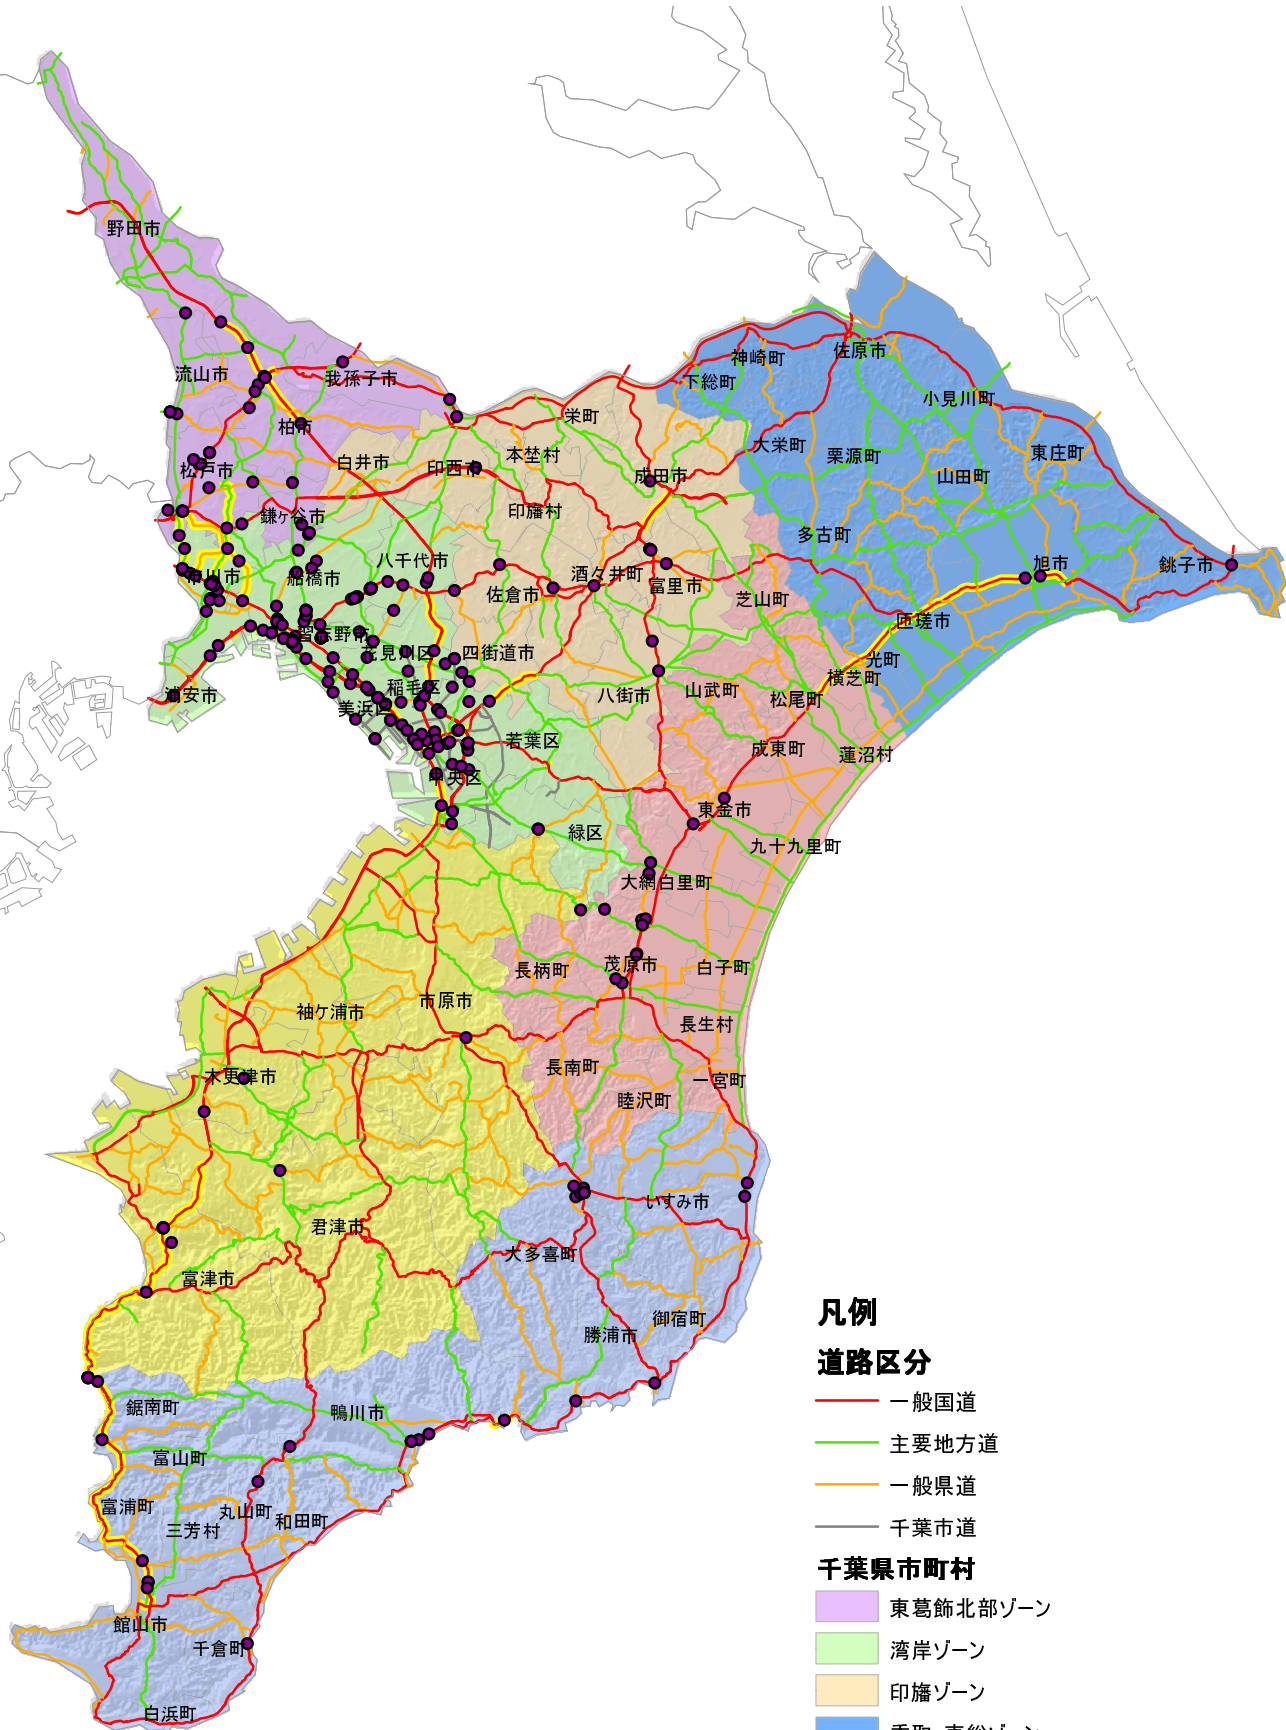 野田市
流山市
我孫子市
柏市
松戸市
白井市
印西市
栄町
本埜村
成田市
下総町
神崎町
佐原市
小見川町
大栄町
栗源町
山田町
東庄町
鎌ヶ谷市
印旛村
多古町
市川市
船橋市
八千代市
佐倉市
酒々井町
富里市
芝山町
旭市
銚子市
匝瑳市
習志野市
花見川区
四街道市
光町
横芝町
浦安市
稲毛区
美浜区
八街市
山武町
松尾町
若葉区
成東町
蓮沼村
中央区
東金市
緑区
九十九里町
大網白里町
長柄町
茂原市
白子町
袖ケ浦市
市原市
長生村
木更津市
長南町
一宮町
睦沢町
いすみ市
君津市
大多喜町
富津市
御宿町
勝浦市
鋸南町
鴨川市
富山町
富浦町
丸山町
和田町
三芳村
館山市
千倉町
白浜町
凡例
道路区分
一般国道
主要地方道
一般県道
千葉市道
千葉県市町村
東葛飾北部ゾーン
湾岸ゾーン
印旛ゾーン